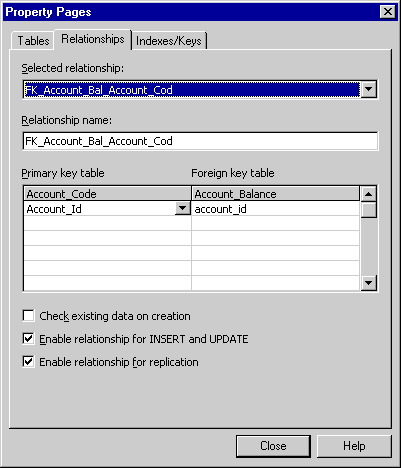 Property Pages
Tables Relationships Indexes/Keys
Selected relationship:
FK_Account_Bal_Account_Cod
Relationship name:
FK_Account_Bal_Account_Cod
Primary key table Foreign key table
Account_Code Account_Balance
Account_Id account_id
Check existing data on creation
Enable relationship for INSERT and UPDATE
Enable relationship for replication
Close Help